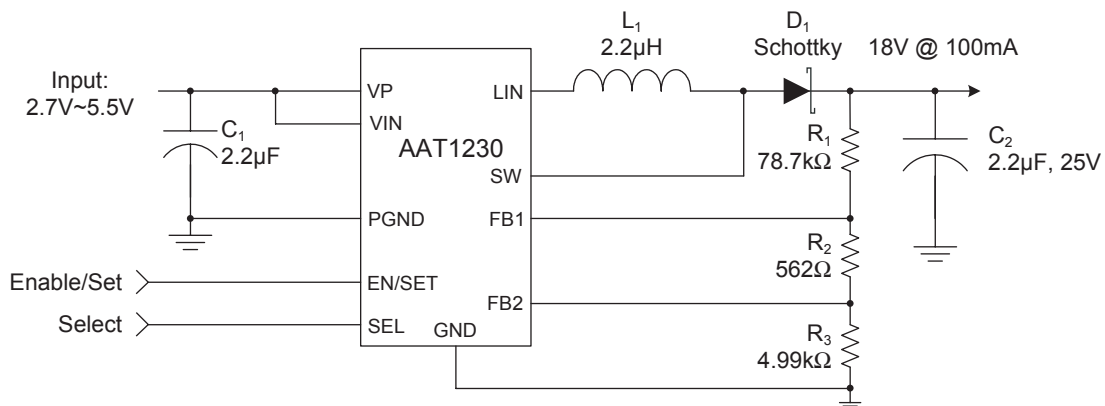 Input:
2.7V~5.5V
C1
2.2µF
VP
VIN
PGND
EN/SET
SEL
AAT1230
LIN
SW
FB1
FB2
GND
Enable/Set
Select
L1
2.2µH
D1
Schottky
18V @ 100mA
R1
78.7kΩ
C2
2.2µF, 25V
R2
562Ω
R3
4.99kΩ